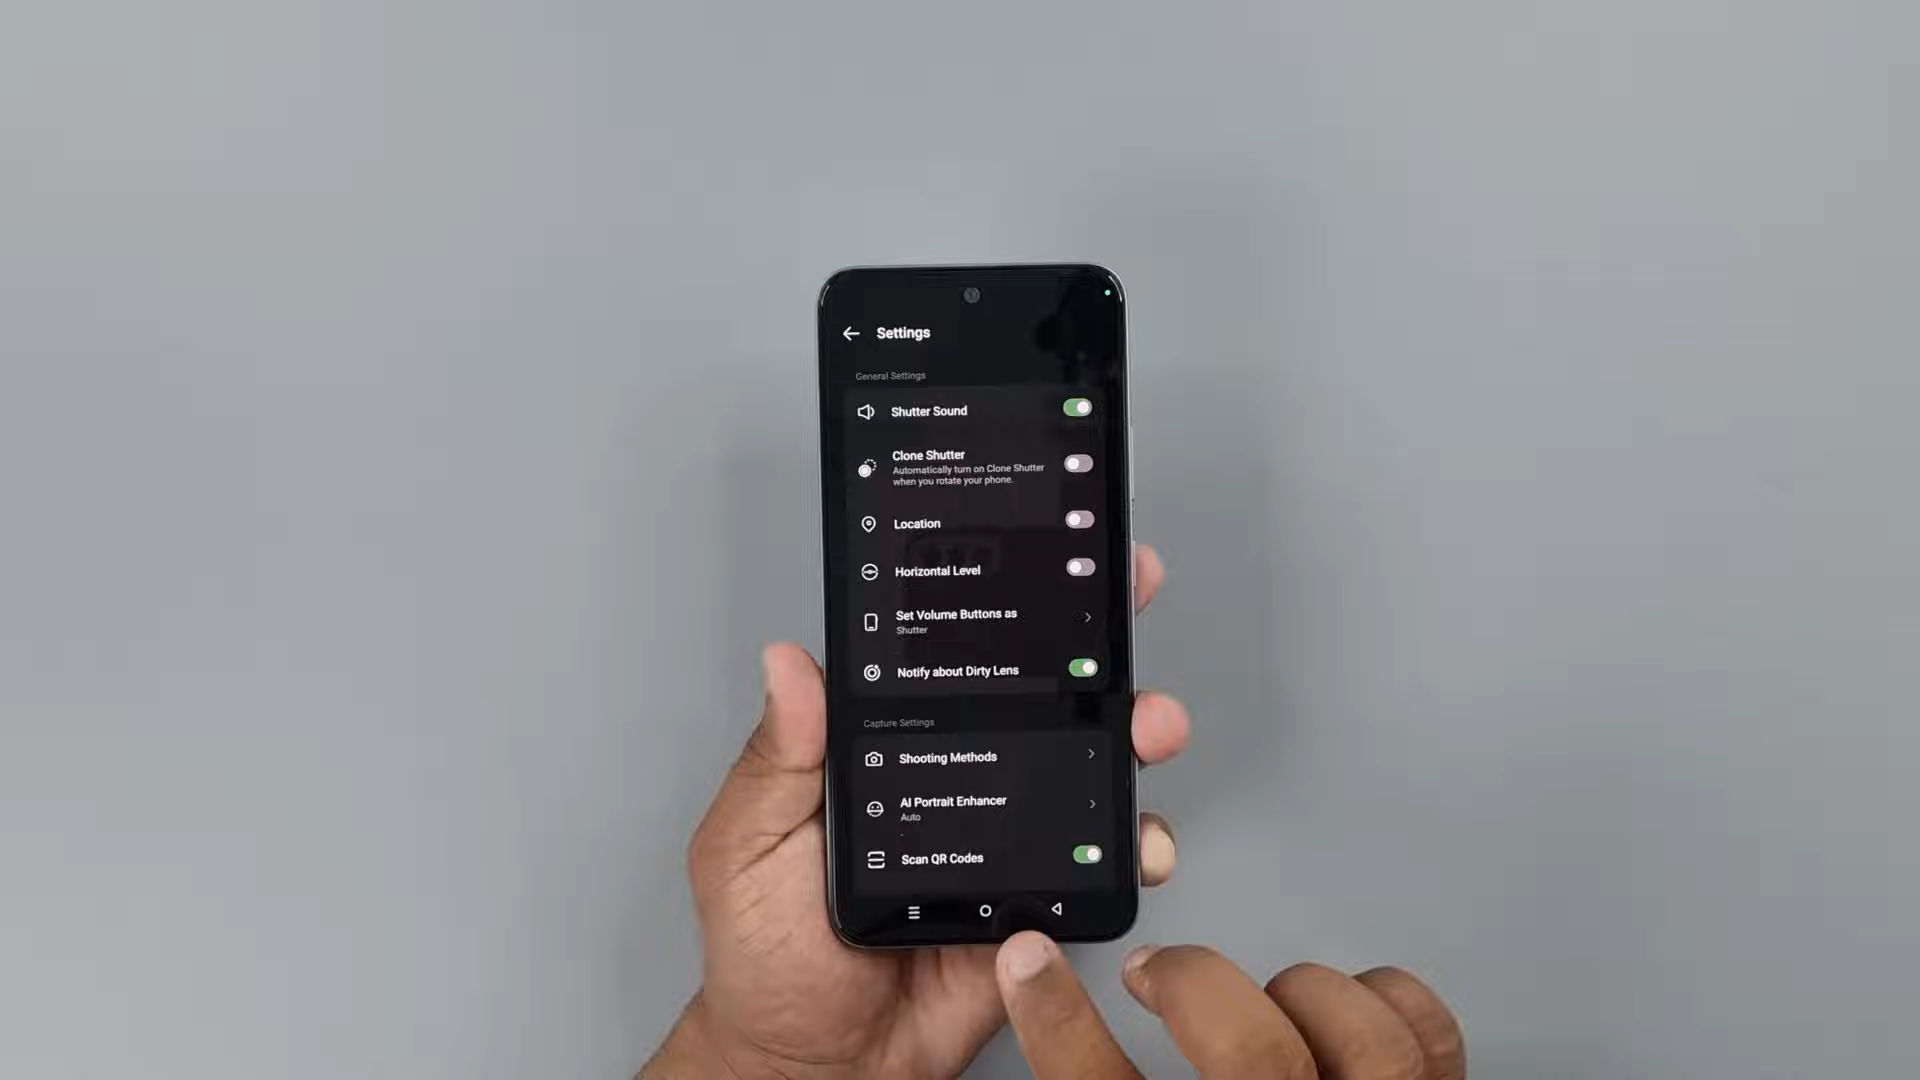 Settings
General Settings
Shutter Sound
Clone Shutter
Automatically turn on Clone Shutter
when you rotate your phone.
Location
Horizontal Level
Set Volume Buttons as
Shutter
Notify about Dirty Lens
Capture Settings
Shooting Methods
AI Portrait Enhancer
Auto
Scan QR Codes